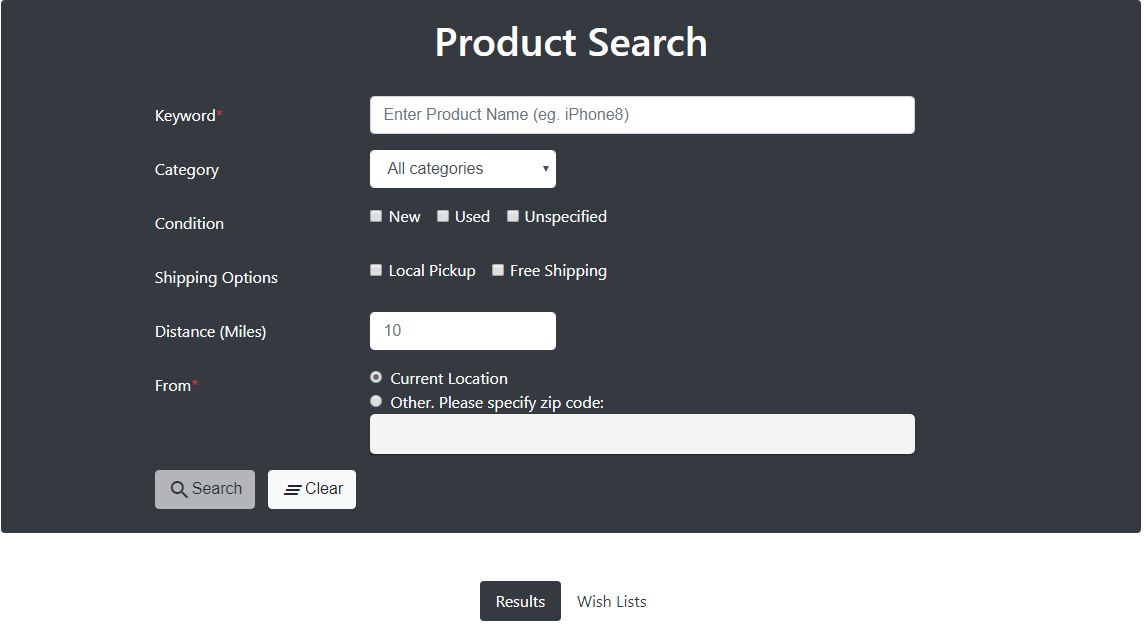 Product Search
Keyword*
Enter Product Name (eg. iPhone8)
Category
All categories
Condition
New Used Unspecified
Shipping Options
Local Pickup Free Shipping
Distance (Miles)
10
From*
Current Location
Other. Please specify zip code:
Search Clear
Results Wish Lists